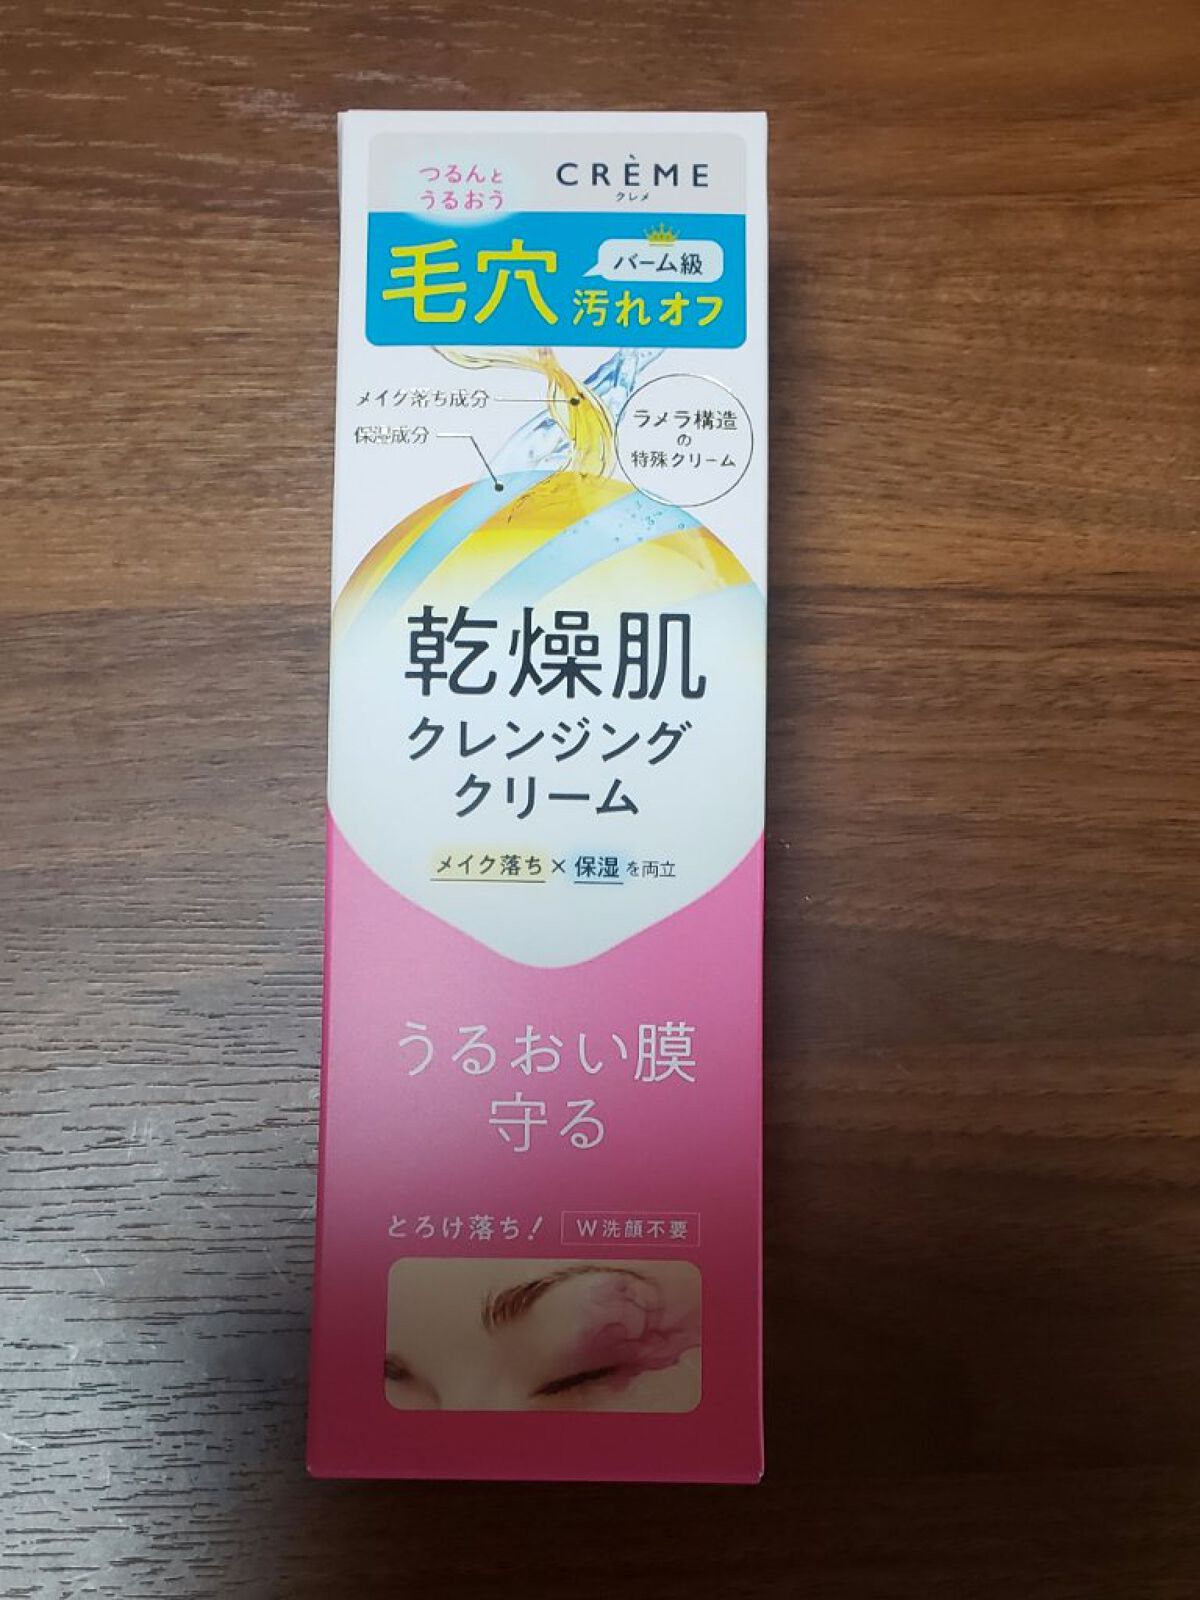 つるんと
うるおう
CRÈME
クレメ
毛穴
バーム級
汚れオフ
メイク落ち成分
保湿成分
ラメラ構造
の
特殊クリーム
乾燥肌
クレンジング
クリーム
メイク落ち×保湿を両立
うるおい膜
守る
とろけ落ち!
W洗顔不要